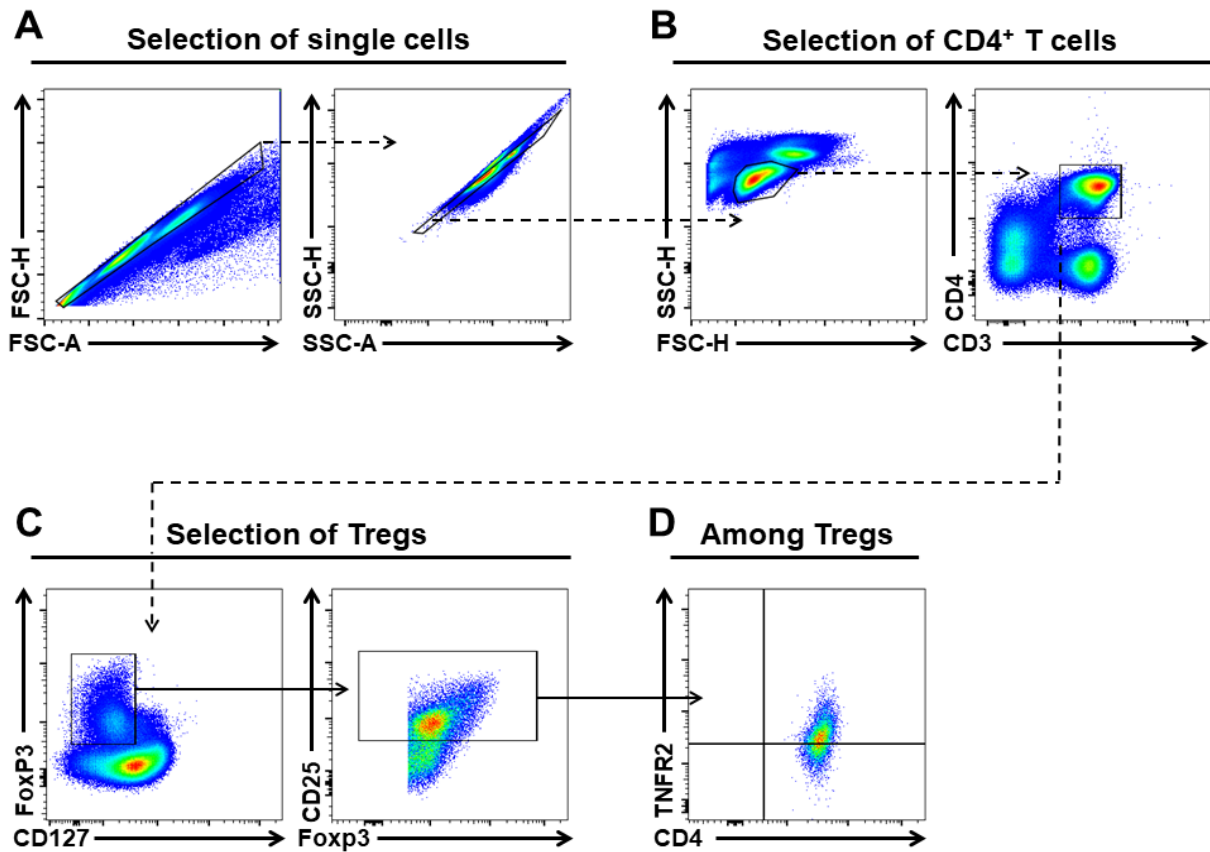 A
Selection of single cells
B
Selection of CD4⁺ T cells
FSC-H
FSC-A
SSC-H
SSC-A
SSC-H
FSC-H
CD4
CD3
C
Selection of Tregs
D
Among Tregs
FoxP3
CD127
CD25
Foxp3
TNFR2
CD4